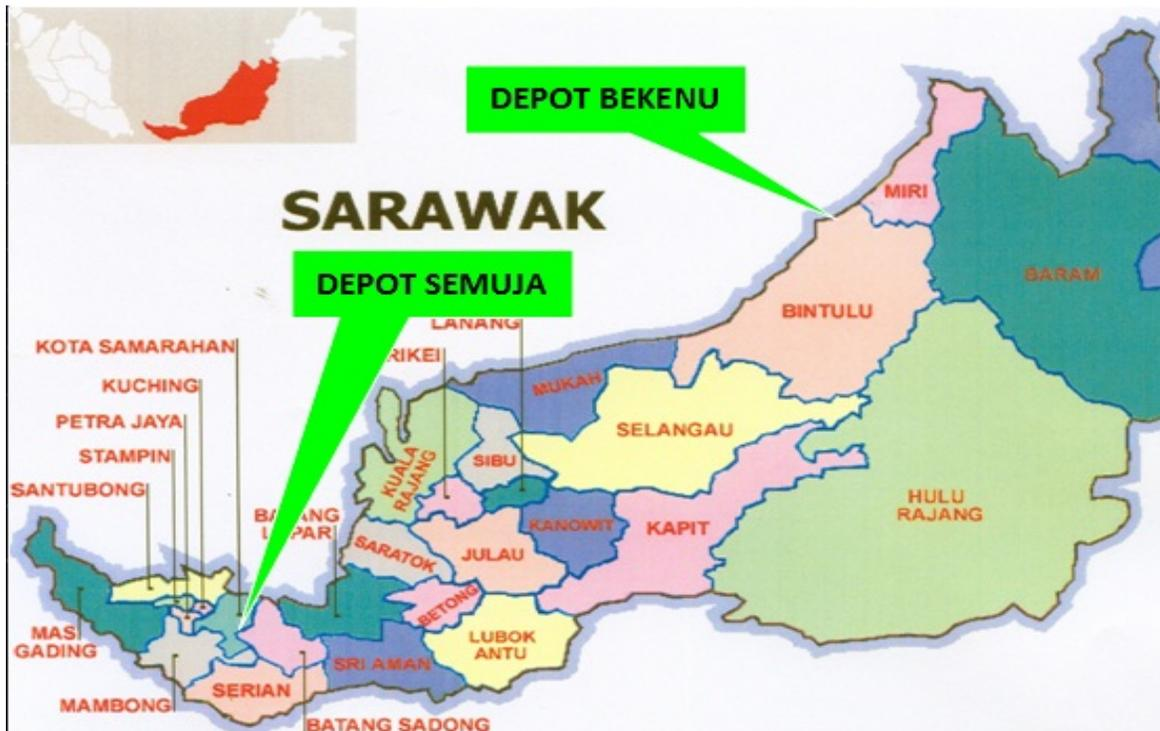 DEPOT BEKENU
SARAWAK
DEPOT SEMUJA
MIRI
BARAM
BINTULU
LANANG
KOTA SAMARAHAN
RIKEI
KUCHING
MUKAH
PETRA JAYA
SELANGAU
STAMPIN
SIBU
KUALA
RAJANG
SANTUBONG
HULU
RAJANG
KANOWIT
KAPIT
JULAU
SARATOK
BETONG
MAS
GADING
LUBOK
ANTU
SRI AMAN
SERIAN
MAMBONG
BATANG SADONG